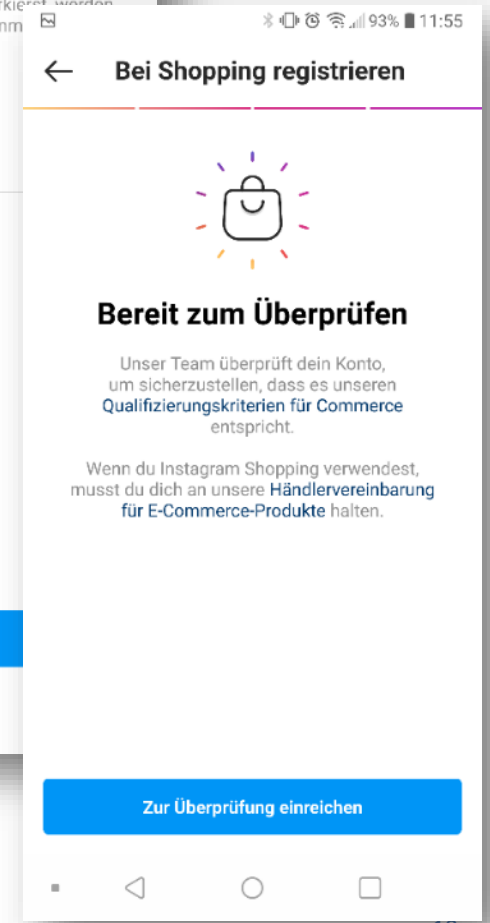 werden
93% 11:55
Bei Shopping registrieren
Bereit zum Überprüfen
Unser Team überprüft dein Konto,
um sicherzustellen, dass es unseren
Qualifizierungskriterien für Commerce
entspricht.
Wenn du Instagram Shopping verwendest,
musst du dich an unsere Händlervereinbarung
für E-Commerce-Produkte halten.
Zur Überprüfung einreichen